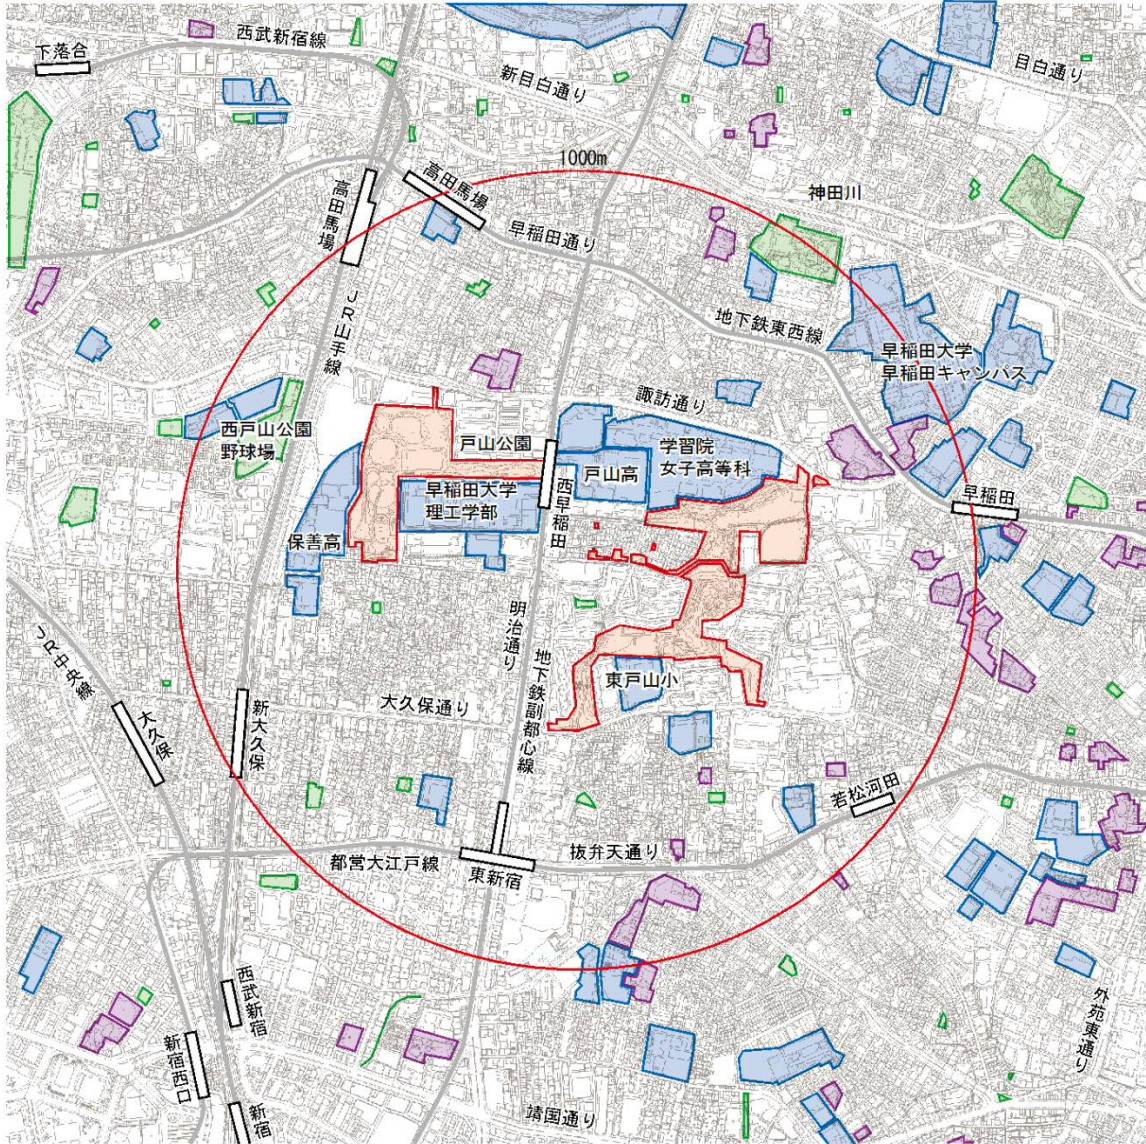 下落合
西武新宿線
新目白通り
目白通り
1000m
高田馬場
高田馬場
神田川
早稲田通り
JR山手線
地下鉄東西線
早稲田大学
早稲田キャンパス
諏訪通り
西戸山公園
野球場
戸山公園
学習院
女子高等科
戸山高
早稲田大学
理工学部
西早稲田
早稲田
保善高
明治通り
地下鉄副都心線
JR中央線
東戸山小
大久保通り
大久保
新大久保
若松河田
抜弁天通り
都営大江戸線
東新宿
西武新宿
外苑東通り
新宿西口
新宿
靖国通り